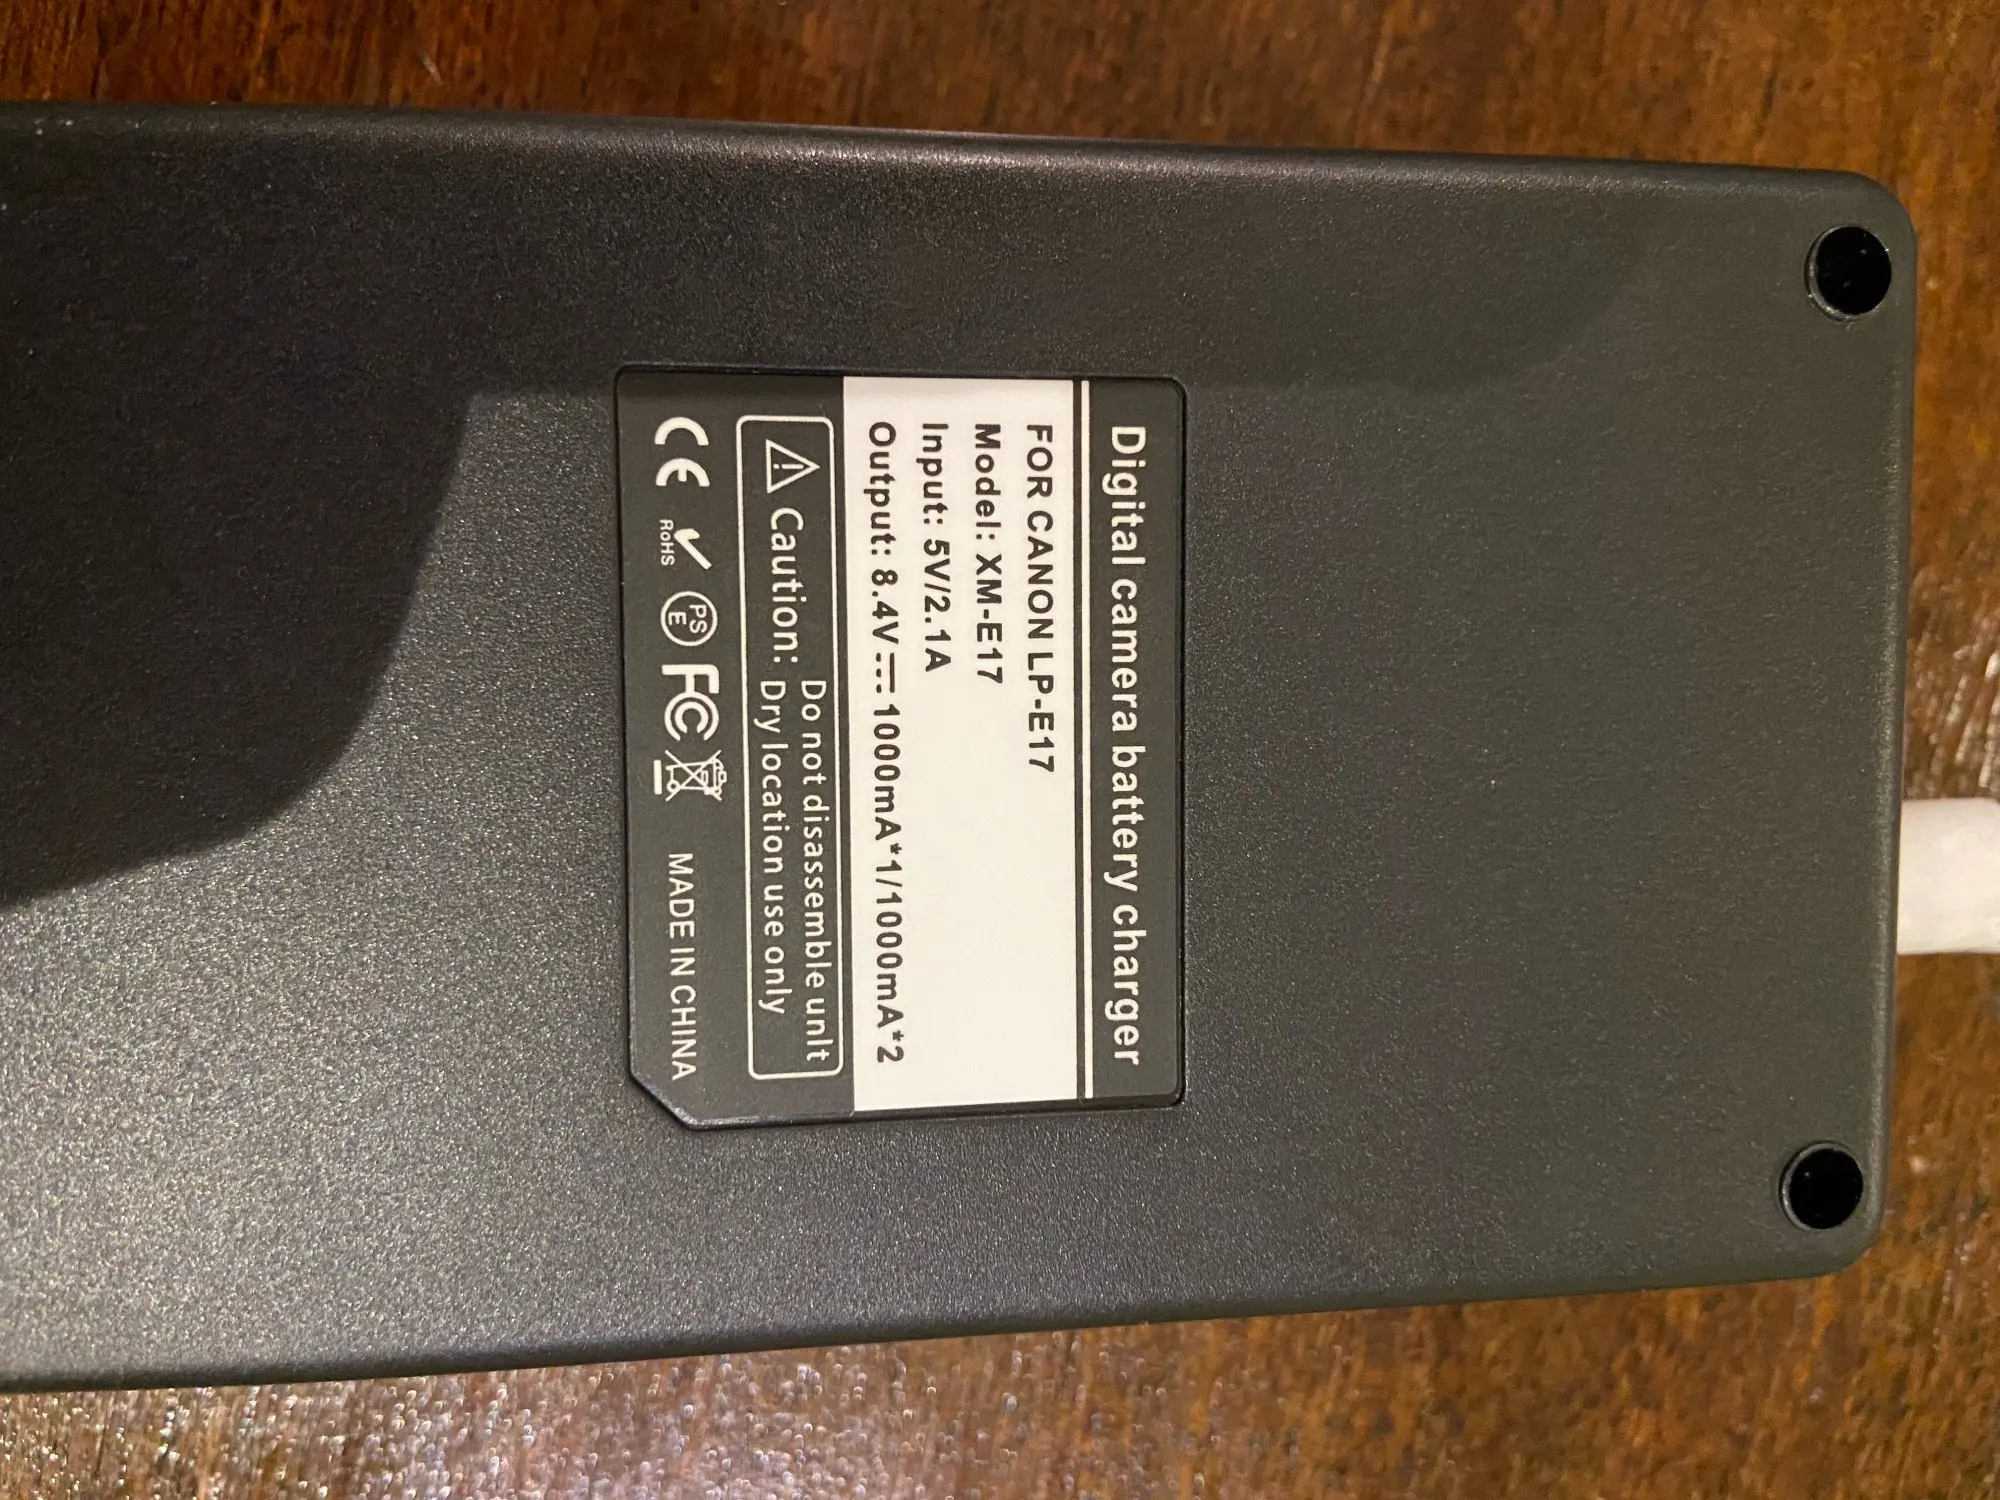 Digital camera battery charger
FOR CANON LP-E17
Model: XM-E17
Input: 5V/2.1A
Output: 8.4V⎓1000mA*1/1000mA*2
Caution: Do not disassemble unlt
Dry location use only
CE RoHS PSE FC MADE IN CHINA